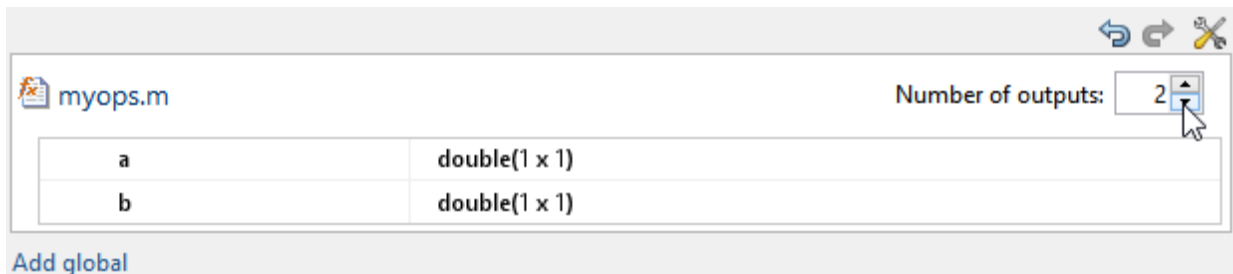 myops.m Number of outputs: 2
a double(1 x 1)
b double(1 x 1)
Add global